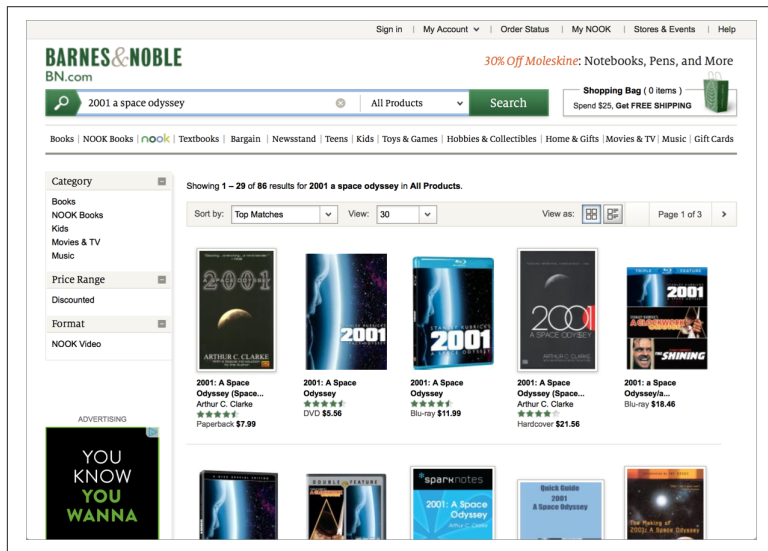 Sign in | My Account | Order Status | My NOOK | Stores & Events | Help
BARNES&NOBLE
BN.com
30% Off Moleskine: Notebooks, Pens, and More
2001 a space odyssey
All Products
Search
Shopping Bag ( 0 items )
Spend $25, Get FREE SHIPPING
Books | NOOK Books | nook | Textbooks | Bargain | Newsstand | Teens | Kids | Toys & Games | Hobbies & Collectibles | Home & Gifts | Movies & TV | Music | Gift Cards
Category
Books
NOOK Books
Kids
Movies & TV
Music
Price Range
Discounted
Format
NOOK Video
Showing 1 – 29 of 86 results for 2001 a space odyssey in All Products.
Sort by: Top Matches View: 30 View as: Page 1 of 3 >
2001
A SPACE ODYSSEY
ARTHUR C. CLARKE
STANLEY KUBRICK'S
2001
STANLEY KUBRICK'S
2001
A SPACE ODYSSEY
2001
A SPACE ODYSSEY
ARTHUR C. CLARKE
TRIPLE FEATURE
2001
A CLOCKWORK
THE SHINING
2001: A Space
Odyssey (Space...
Arthur C. Clarke
Paperback $7.99
2001: A Space
Odyssey
DVD $5.56
2001: A Space
Odyssey
Blu-ray $11.99
2001: A Space
Odyssey (Space...
Arthur C. Clarke
Hardcover $21.56
2001: a Space
Odyssey/a...
Blu-ray $18.46
ADVERTISING
YOU
KNOW
YOU
WANNA
DOUBLE FEATURE
sparknotes
2001: A Space
Odyssey
Arthur C. Clarke
Quick Guide
2001
A Space Odyssey
The Making of
2001: A Space Odyssey